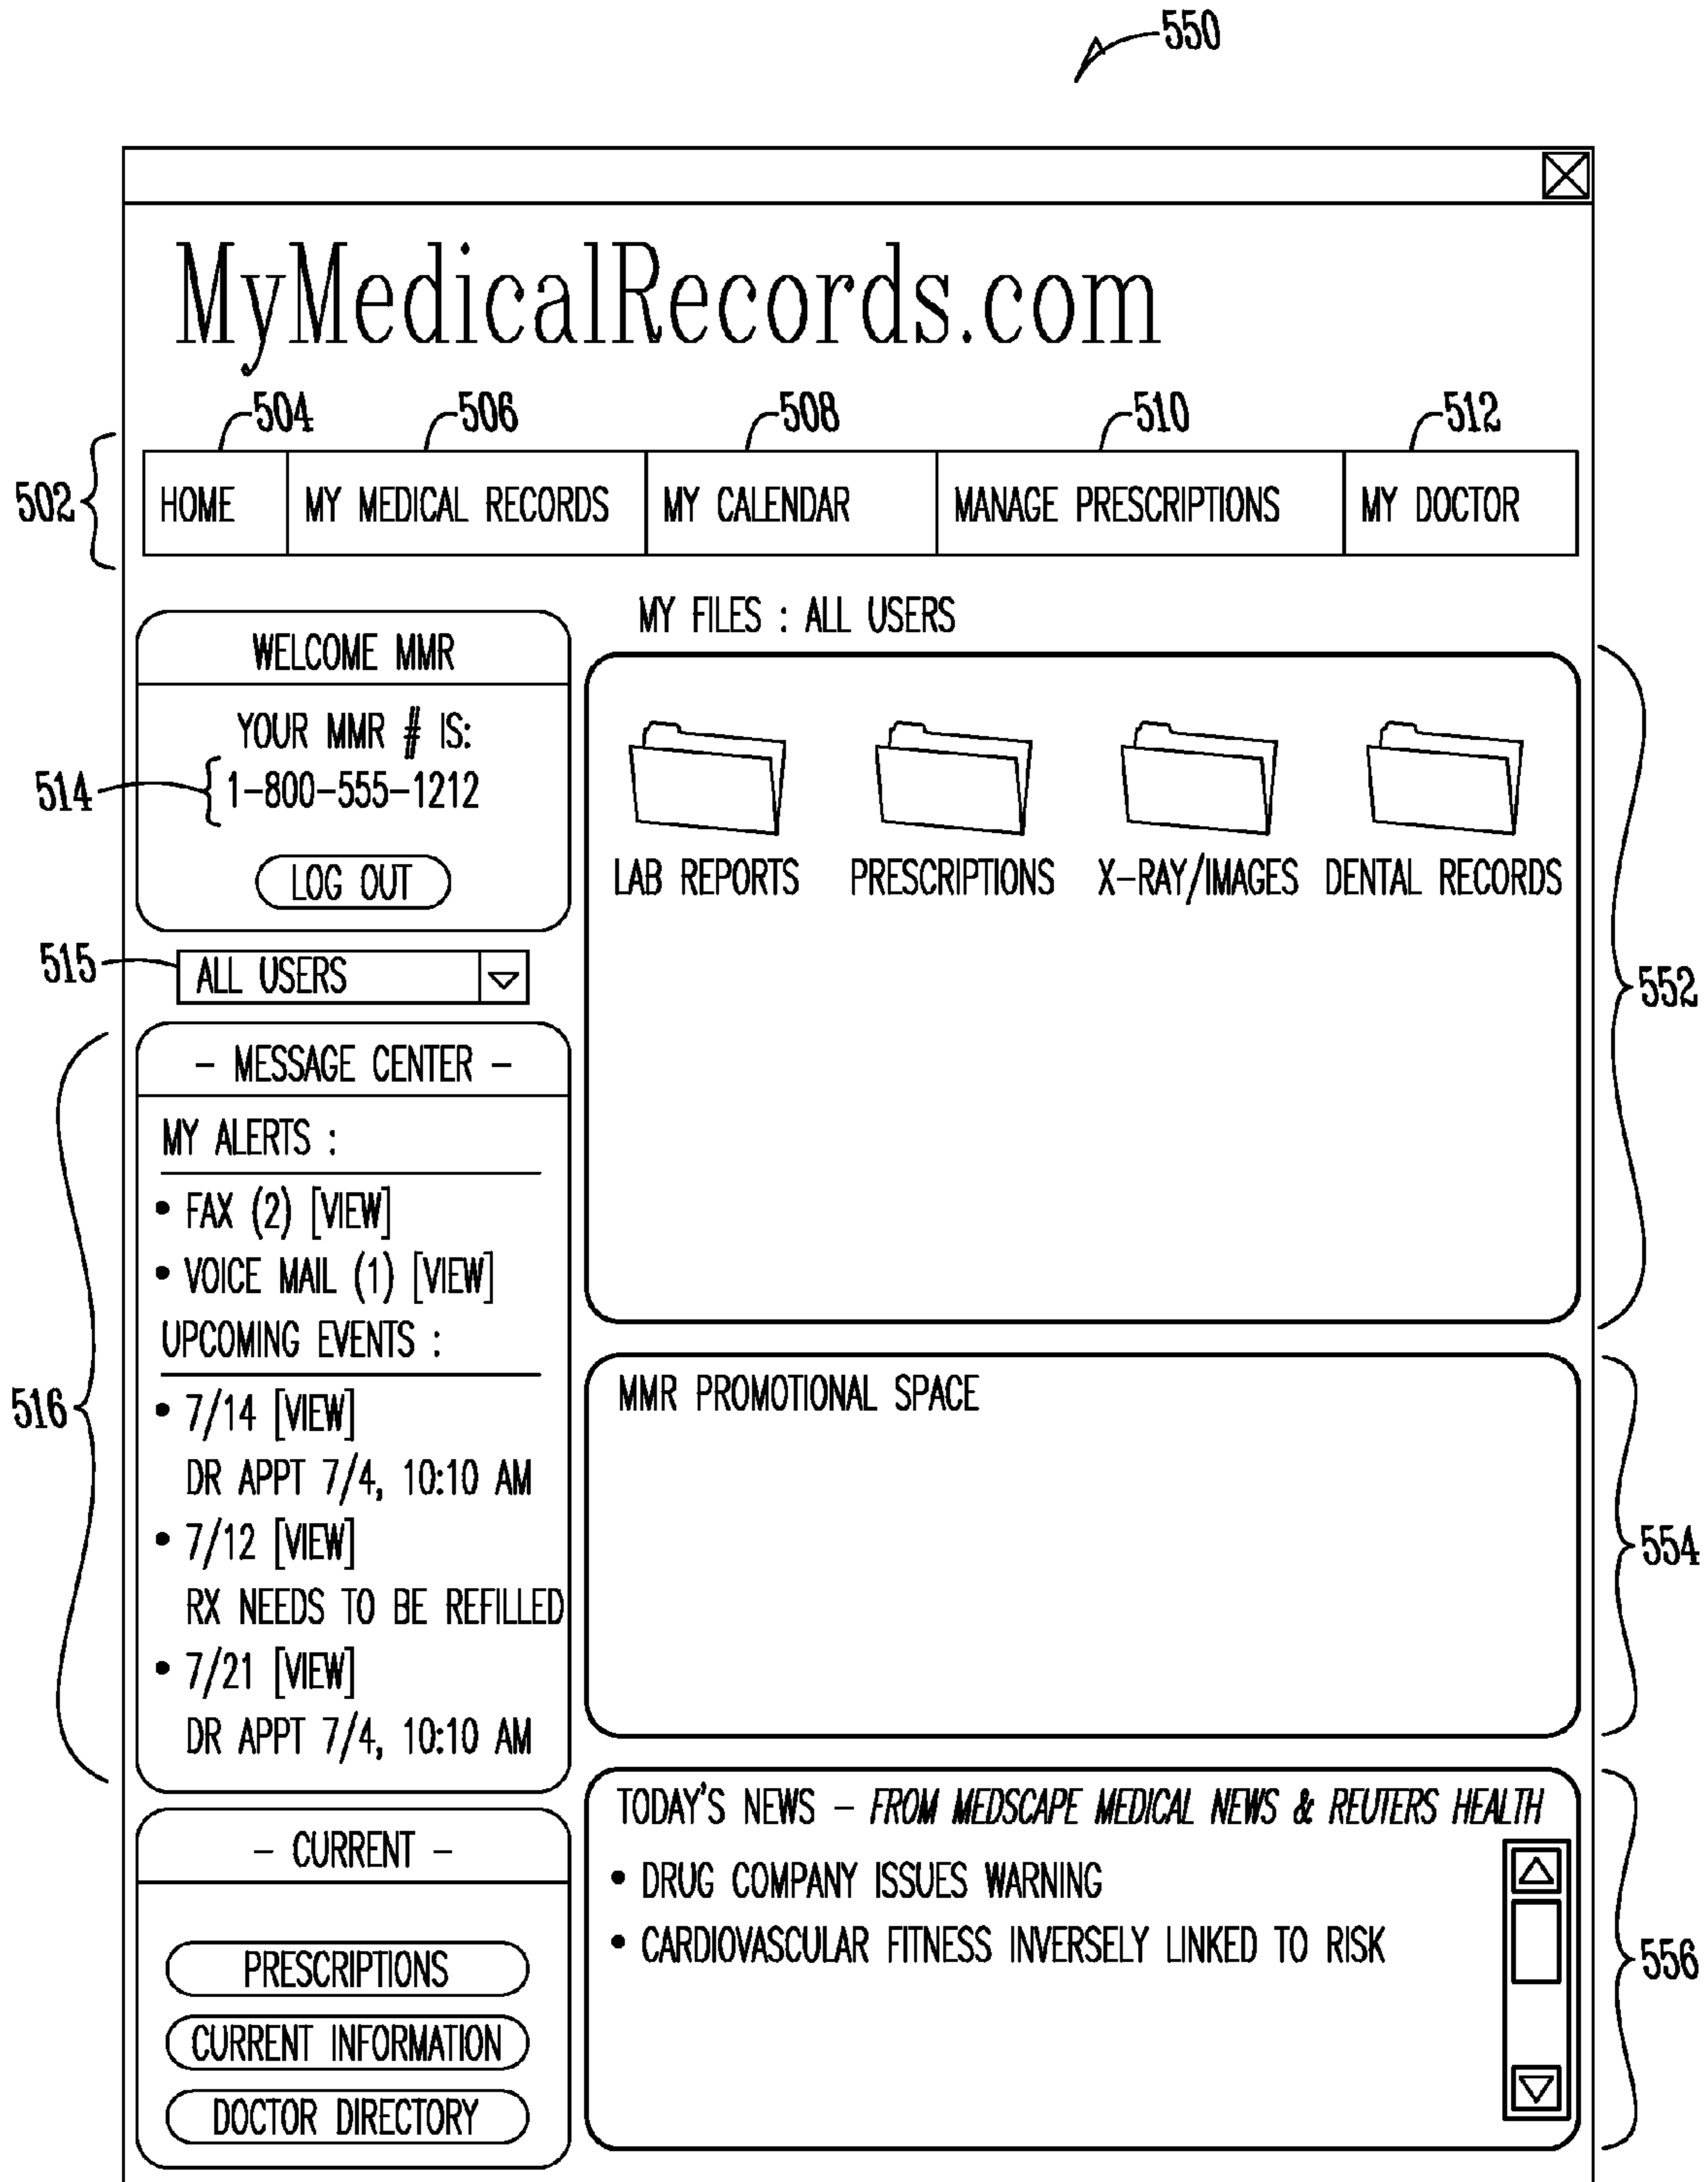 550
MyMedicalRecords.com
504 506 508 510 512
502 HOME MY MEDICAL RECORDS MY CALENDAR MANAGE PRESCRIPTIONS MY DOCTOR
WELCOME MMR
YOUR MMR # IS:
514 1-800-555-1212
LOG OUT
515 ALL USERS
516
- MESSAGE CENTER -
MY ALERTS :
• FAX (2) [VIEW]
• VOICE MAIL (1) [VIEW]
UPCOMING EVENTS :
• 7/14 [VIEW]
DR APPT 7/4, 10:10 AM
• 7/12 [VIEW]
RX NEEDS TO BE REFILLED
• 7/21 [VIEW]
DR APPT 7/4, 10:10 AM
- CURRENT -
PRESCRIPTIONS
CURRENT INFORMATION
DOCTOR DIRECTORY
MY FILES : ALL USERS
LAB REPORTS PRESCRIPTIONS X-RAY/IMAGES DENTAL RECORDS
552
MMR PROMOTIONAL SPACE
554
TODAY'S NEWS - FROM MEDSCAPE MEDICAL NEWS & REUTERS HEALTH
• DRUG COMPANY ISSUES WARNING
• CARDIOVASCULAR FITNESS INVERSELY LINKED TO RISK
556